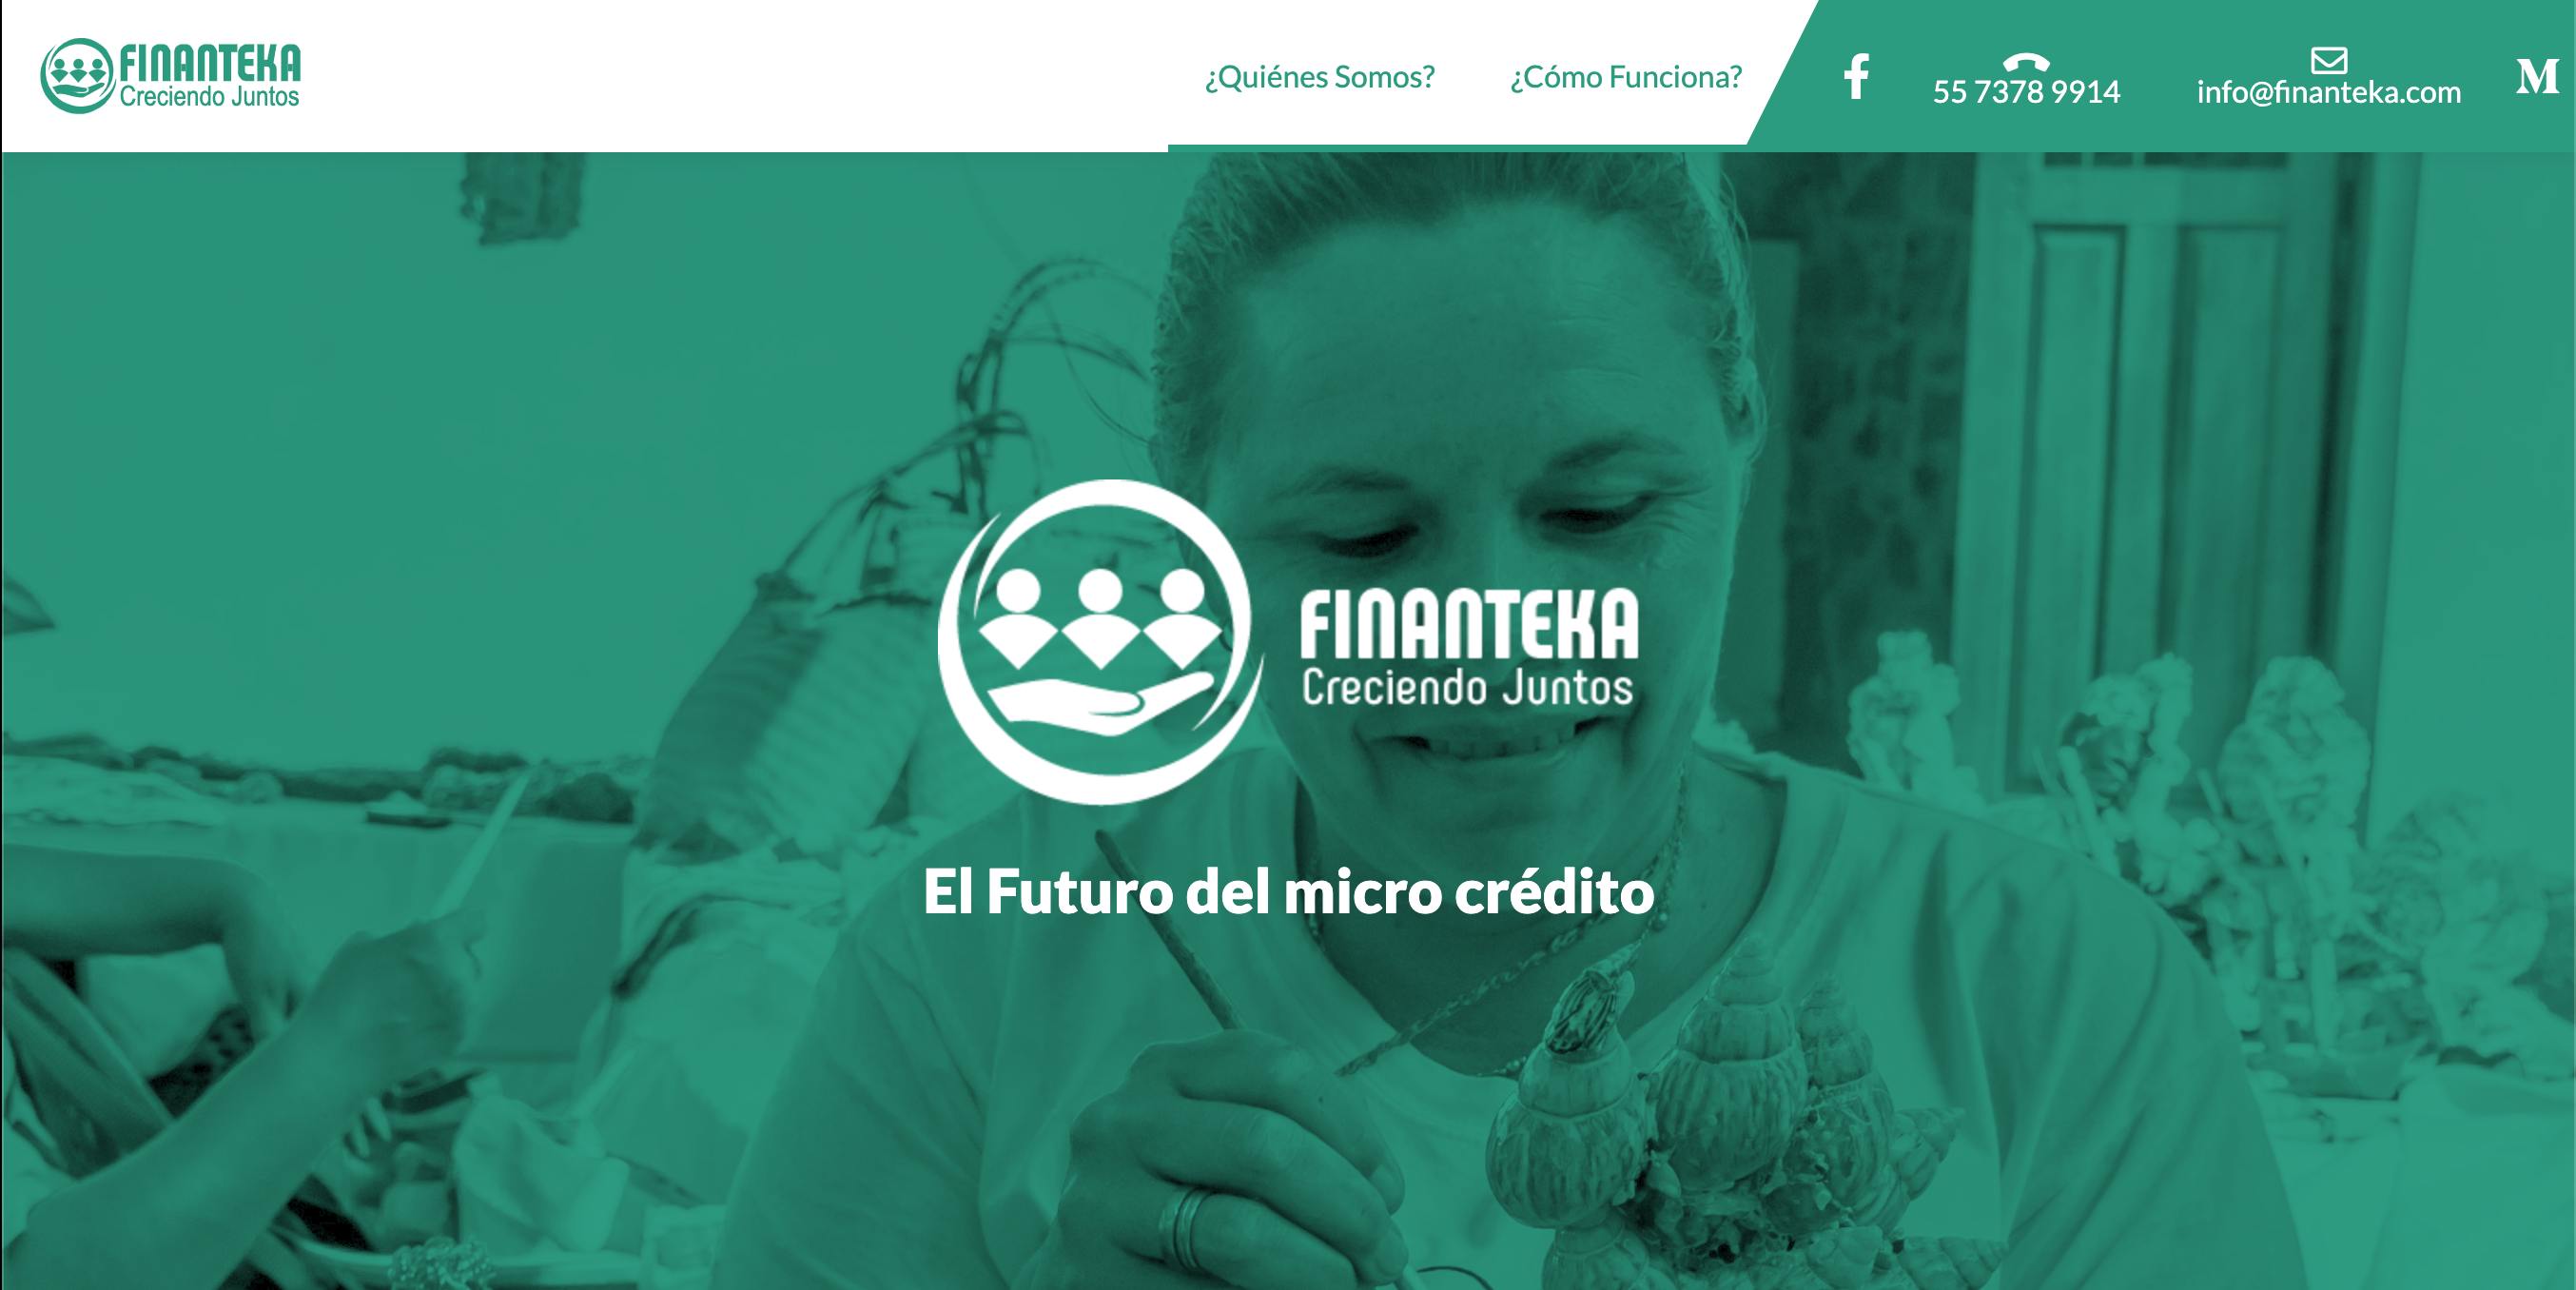 FINANTEKA
Creciendo Juntos
¿Quiénes Somos?
¿Cómo Funciona?
55 7378 9914
info@finanteka.com
M
FINANTEKA
Creciendo Juntos
El Futuro del micro crédito